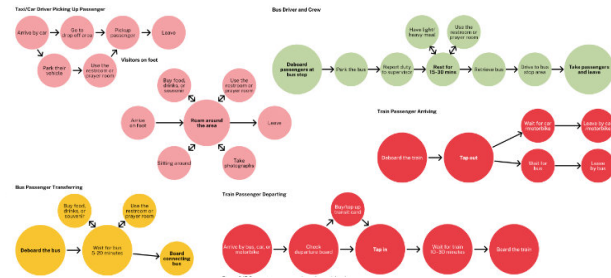 Taxi/Car Driver Picking Up Passenger
Arrive by car
Go to
drop off area
Pickup
passenger
Leave
Park their
vehicle
Use the
restroom or
prayer room
Visitors on foot
Buy food,
drinks, or
souvenir
Use the
restroom or
prayer room
Arrive
on foot
Roam around
the area
Leave
Sitting around
Take
photographs
Bus Driver and Crew
Have light/
heavy meal
Use the
restroom or
prayer room
Deboard
passengers at
bus stop
Park the bus
Report duty
to supervisor
Rest for
15-30 mins
Retrieve bus
Drive to bus
stop area
Take passengers
and leave
Train Passenger Arriving
Deboard the train
Tap out
Wait for car/
motorbike
Leave by car/
motorbike
Wait for
bus
Leave
by bus
Bus Passenger Transferring
Buy food,
drinks, or
souvenir
Use the
restroom or
prayer room
Deboard the bus
Wait for bus
5-20 minutes
Board
connecting
bus
Train Passenger Departing
Buy/top up
transit card
Arrive by bus, car, or
motorbike
Check
departure board
Tap in
Wait for train
10-30 minutes
Board the train